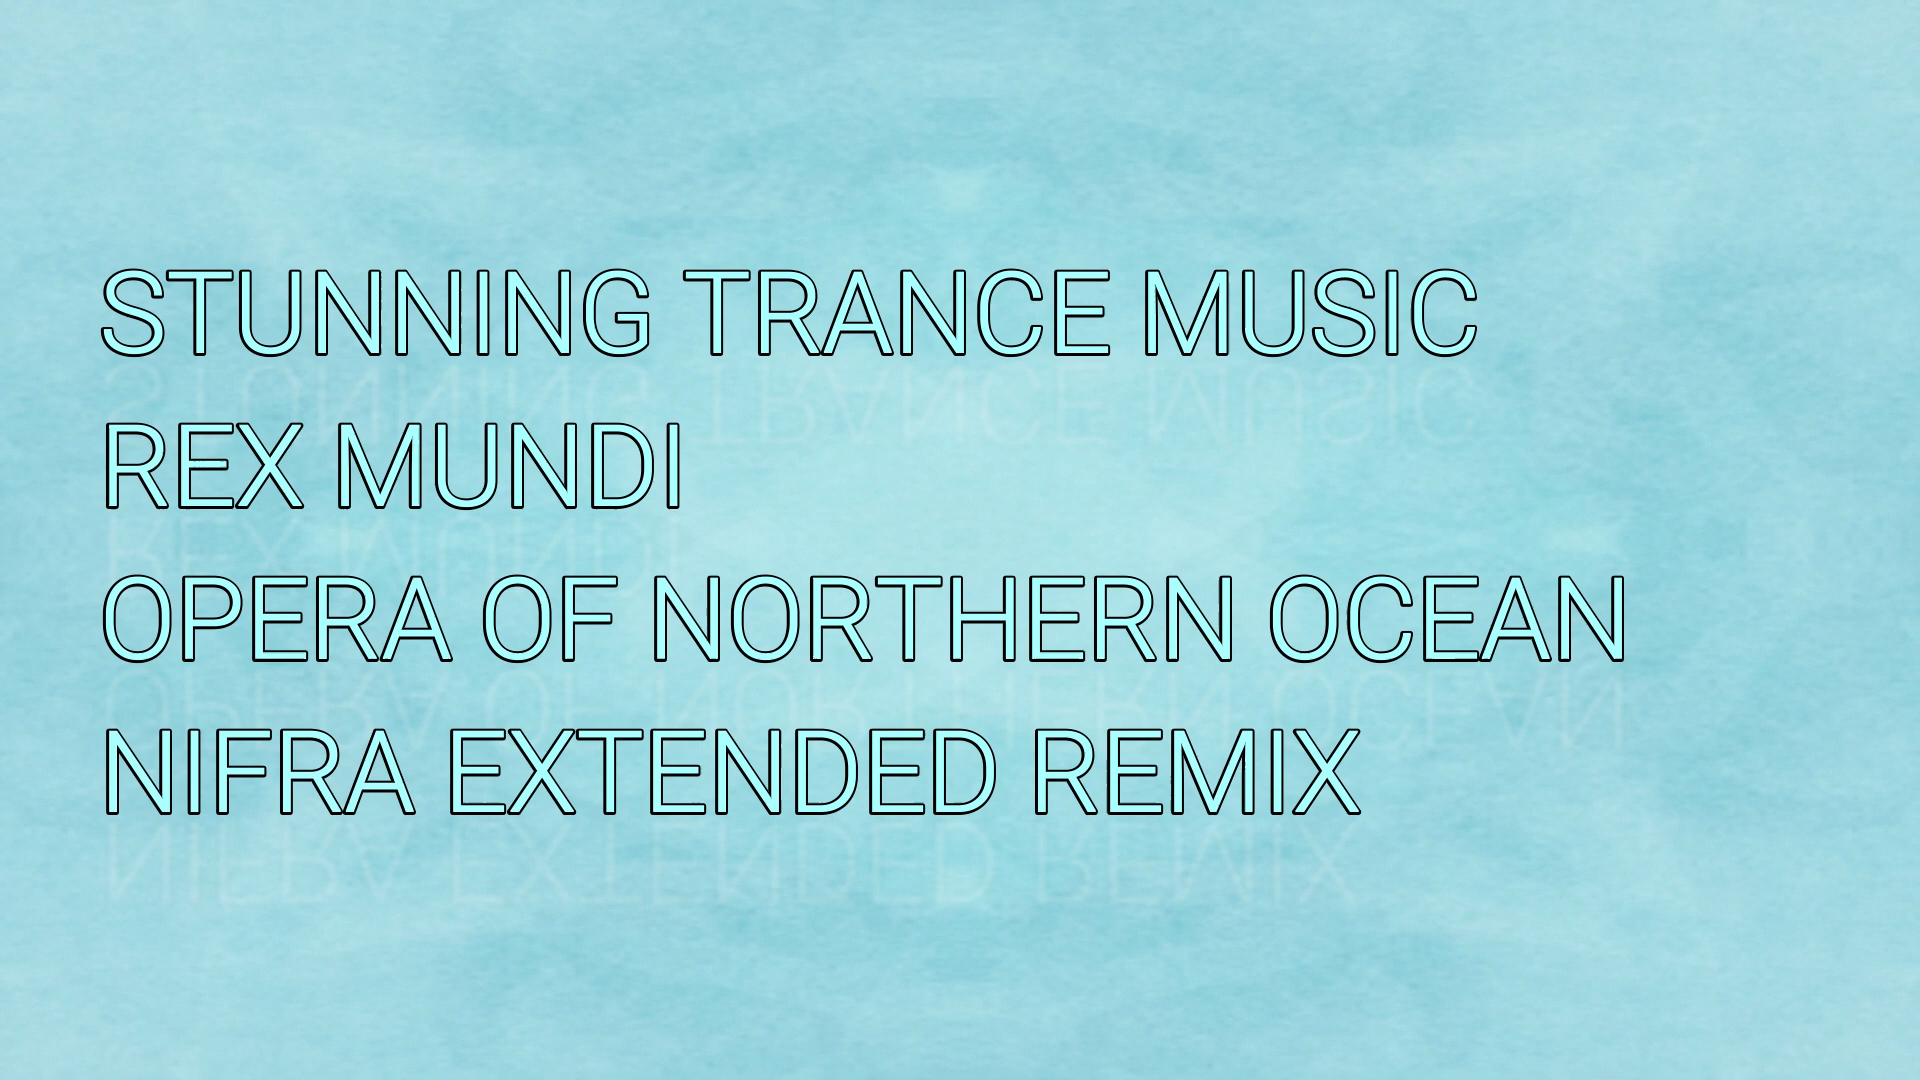 STUNNING TRANCE MUSIC
REX MUNDI
OPERA OF NORTHERN OCEAN
NIFRA EXTENDED REMIX